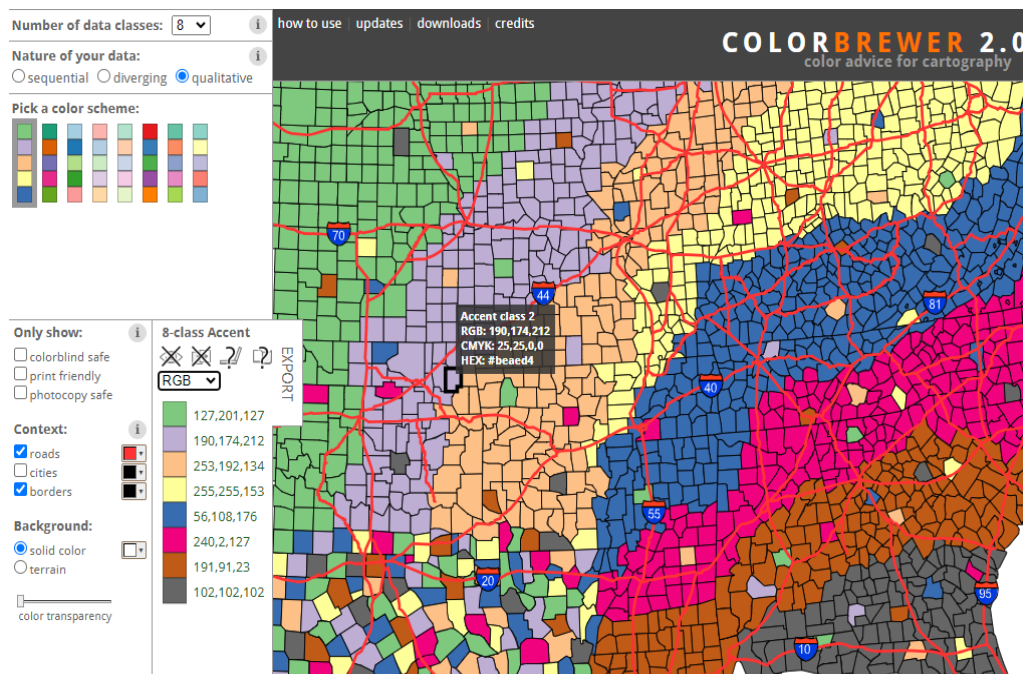 Number of data classes: 8 i
how to use | updates | downloads | credits
COLORBREWER 2.0
color advice for cartography
Nature of your data: i
sequential diverging qualitative
Pick a color scheme:
70
44
81
Accent class 2
RGB: 190,174,212
CMYK: 25,25,0,0
HEX: #beaed4
40
55
20
95
10
Only show: i
colorblind safe
print friendly
photocopy safe
Context: i
roads
cities
borders
Background:
solid color
terrain
color transparency
8-class Accent
RGB
EXPORT
127,201,127
190,174,212
253,192,134
255,255,153
56,108,176
240,2,127
191,91,23
102,102,102